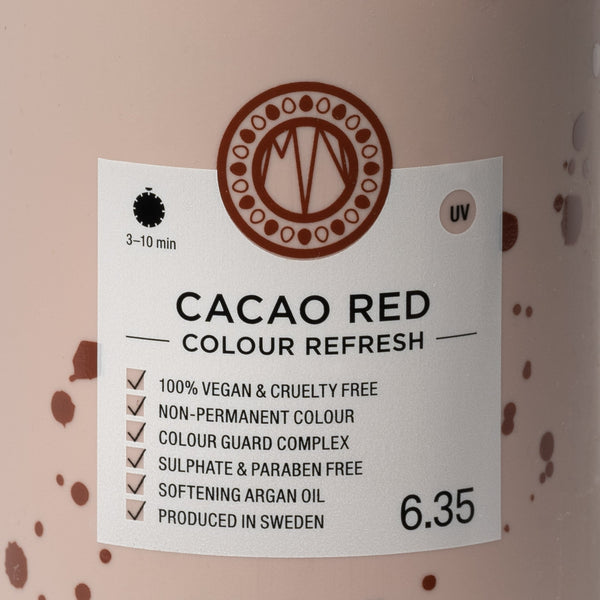 MN
3–10 min
UV
CACAO RED
COLOUR REFRESH
100% VEGAN & CRUELTY FREE
NON-PERMANENT COLOUR
COLOUR GUARD COMPLEX
SULPHATE & PARABEN FREE
SOFTENING ARGAN OIL
PRODUCED IN SWEDEN
6.35